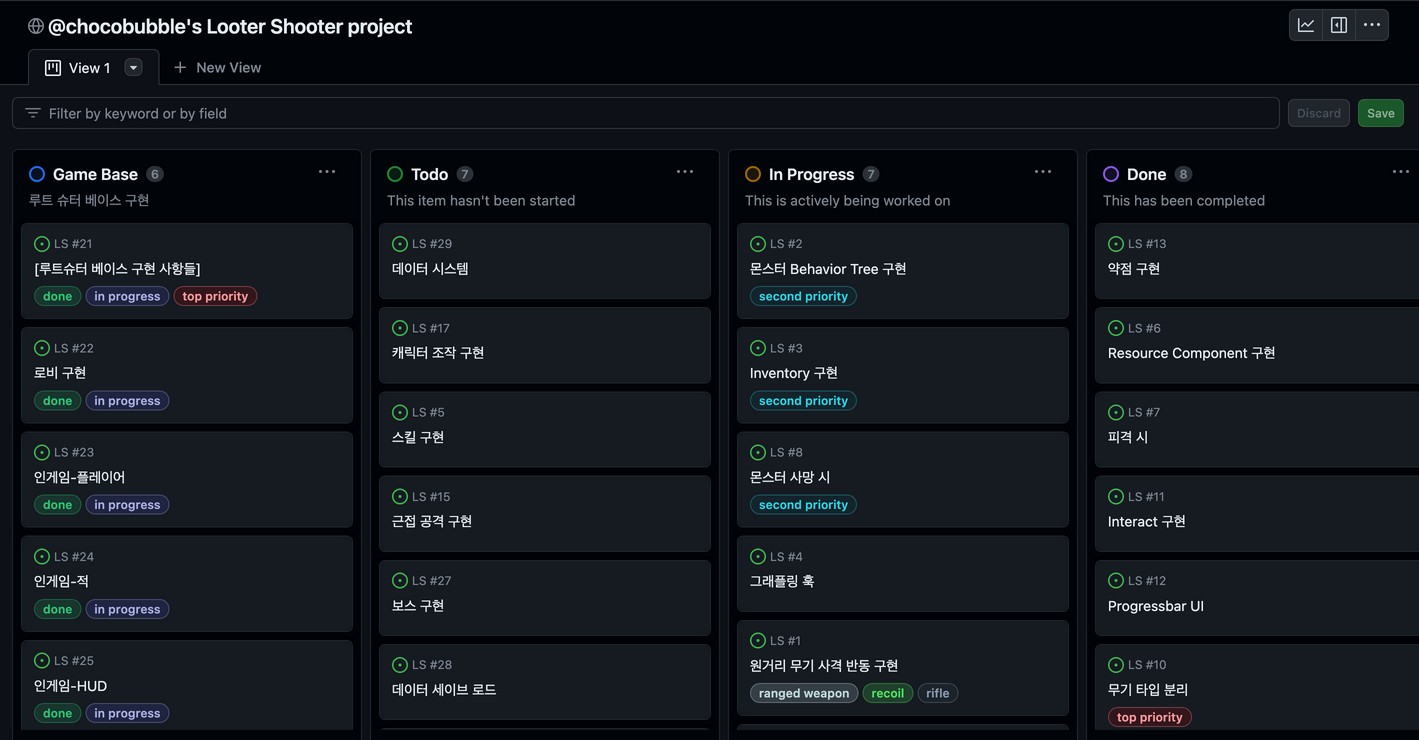 @chocobubble's Looter Shooter project
View 1
New View
Filter by keyword or by field
Discard
Save
Game Base 6
루트 슈터 베이스 구현
LS #21
[루트슈터 베이스 구현 사항들]
done in progress top priority
LS #22
로비 구현
done in progress
LS #23
인게임-플레이어
done in progress
LS #24
인게임-적
done in progress
LS #25
인게임-HUD
done in progress
Todo 7
This item hasn't been started
LS #29
데이터 시스템
LS #17
캐릭터 조작 구현
LS #5
스킬 구현
LS #15
근접 공격 구현
LS #27
보스 구현
LS #28
데이터 세이브 로드
In Progress 7
This is actively being worked on
LS #2
몬스터 Behavior Tree 구현
second priority
LS #3
Inventory 구현
second priority
LS #8
몬스터 사망 시
second priority
LS #4
그래플링 훅
LS #1
원거리 무기 사격 반동 구현
ranged weapon recoil rifle
Done 8
This has been completed
LS #13
약점 구현
LS #6
Resource Component 구현
LS #7
피격 시
LS #11
Interact 구현
LS #12
Progressbar UI
LS #10
무기 타입 분리
top priority